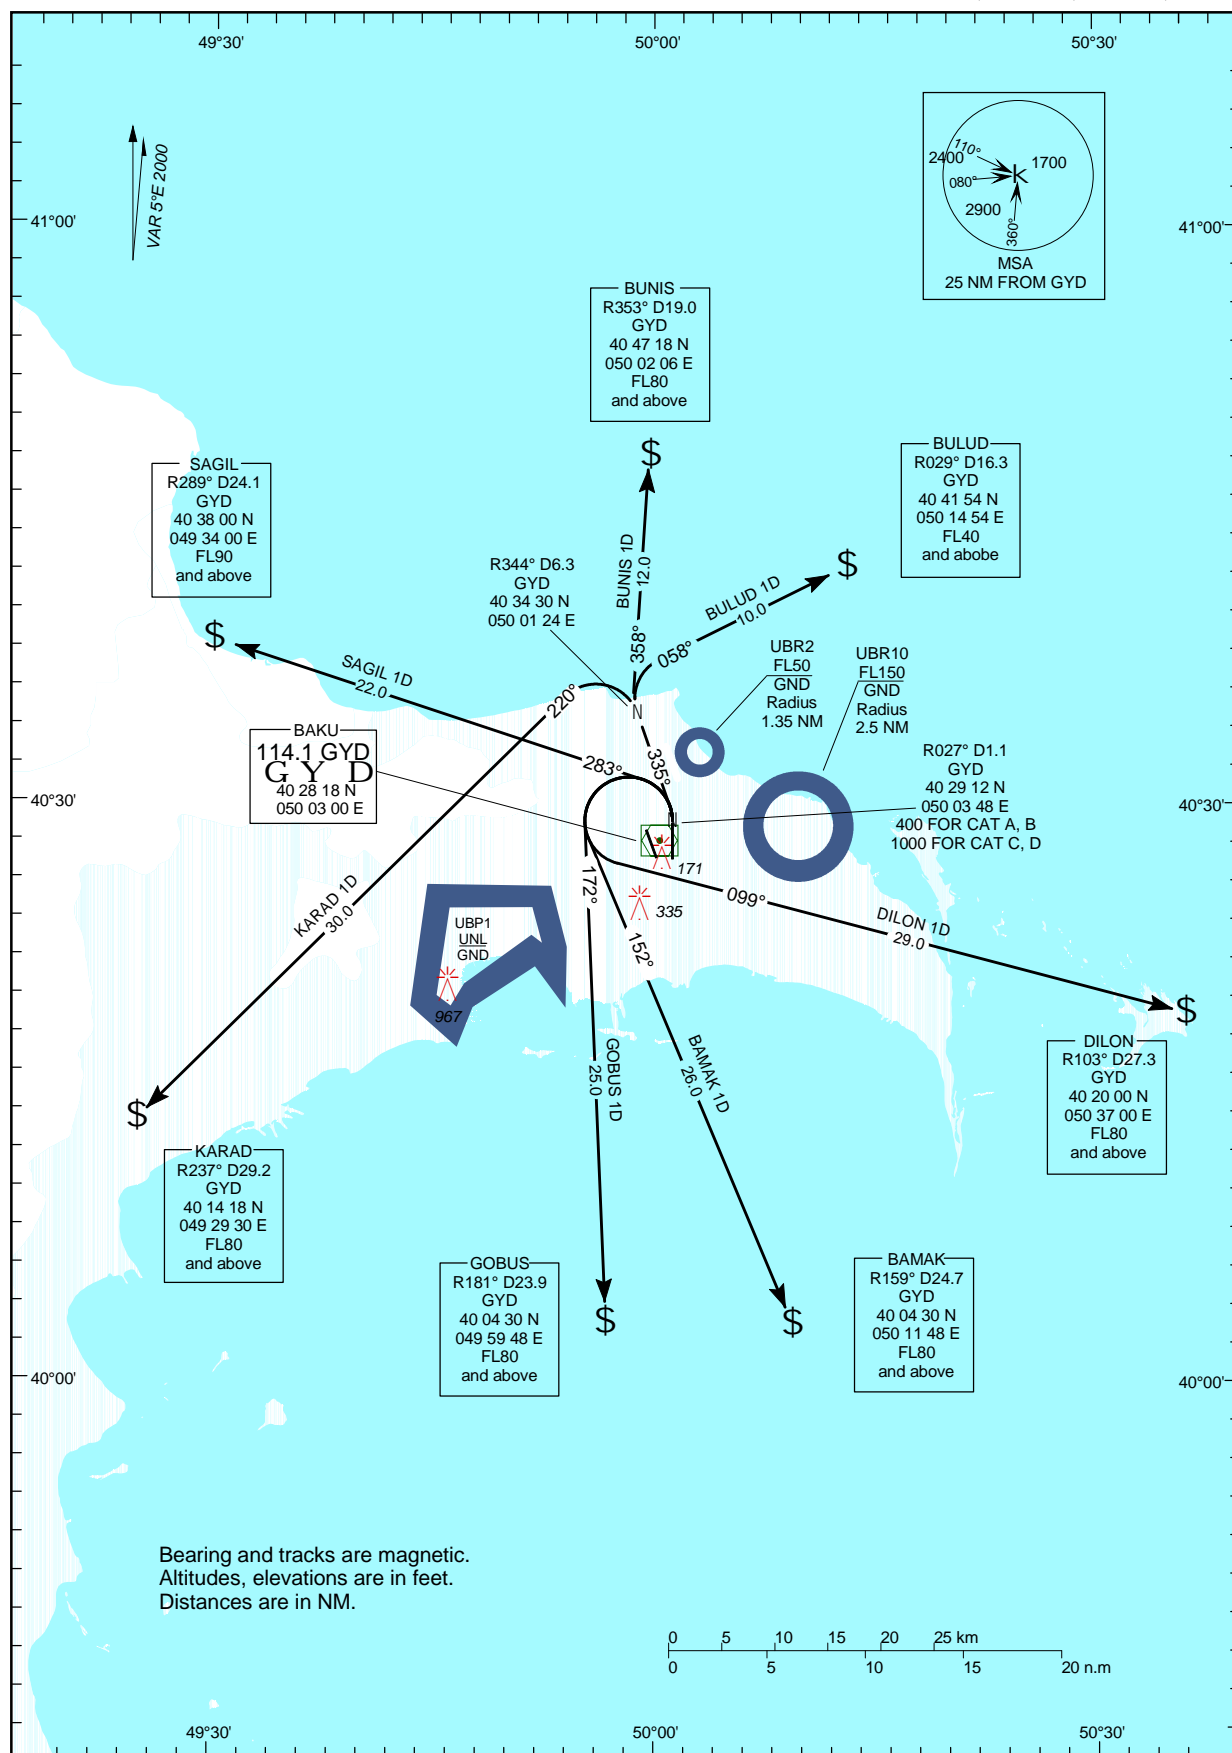 49°30'
50°00'
50°30'
VAR 5°E 2000
110°
2400
1700
080°
2900
360°
MSA
25 NM FROM GYD
41°00'
41°00'
BUNIS
R353° D19.0
GYD
40 47 18 N
050 02 06 E
FL80
and above
BULUD
R029° D16.3
GYD
40 41 54 N
050 14 54 E
FL40
and abobe
SAGIL
R289° D24.1
GYD
40 38 00 N
049 34 00 E
FL90
and above
R344° D6.3
GYD
40 34 30 N
050 01 24 E
BUNIS 1D
12.0
358°
BULUD 1D
10.0
058°
$
$
$
SAGIL 1D
22.0
283°
220°
N
335°
UBR2
FL50
GND
Radius
1.35 NM
UBR10
FL150
GND
Radius
2.5 NM
BAKU
114.1 GYD
G Y D
40 28 18 N
050 03 00 E
R027° D1.1
GYD
40 29 12 N
050 03 48 E
400 FOR CAT A, B
1000 FOR CAT C, D
40°30'
40°30'
N
171
335
172°
152°
099°
DILON 1D
29.0
KARAD 1D
30.0
UBP1
UNL
GND
967
GOBUS 1D
25.0
BAMAK 1D
26.0
$
$
DILON
R103° D27.3
GYD
40 20 00 N
050 37 00 E
FL80
and above
KARAD
R237° D29.2
GYD
40 14 18 N
049 29 30 E
FL80
and above
GOBUS
R181° D23.9
GYD
40 04 30 N
049 59 48 E
FL80
and above
$
$
BAMAK
R159° D24.7
GYD
40 04 30 N
050 11 48 E
FL80
and above
40°00'
40°00'
Bearing and tracks are magnetic.
Altitudes, elevations are in feet.
Distances are in NM.
0 5 10 15 20 25 km
0 5 10 15 20 n.m
49°30'
50°00'
50°30'